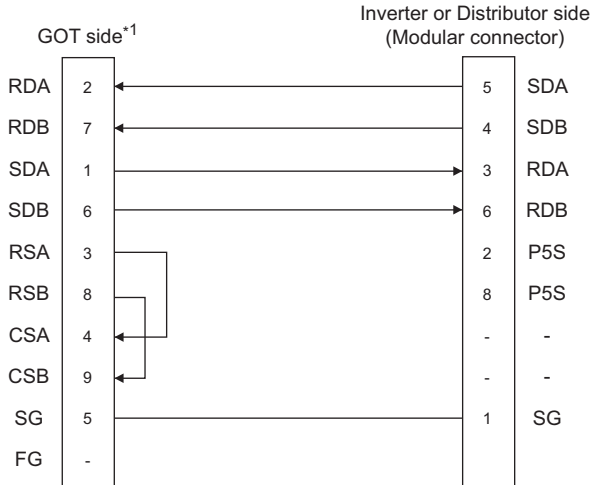 GOT side*1
Inverter or Distributor side
(Modular connector)
RDA 2 5 SDA
RDB 7 4 SDB
SDA 1 3 RDA
SDB 6 6 RDB
RSA 3 2 P5S
RSB 8 8 P5S
CSA 4 - -
CSB 9 - -
SG 5 1 SG
FG -